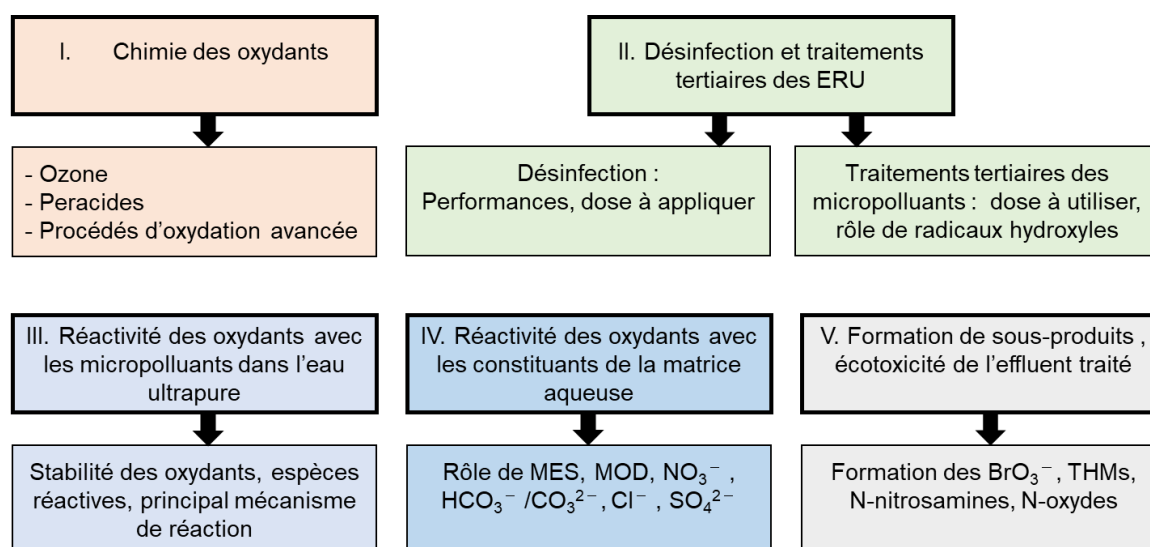 I. Chimie des oxydants
II. Désinfection et traitements
tertiaires des ERU
- Ozone
- Peracides
- Procédés d’oxydation avancée
Désinfection :
Performances, dose à appliquer
Traitements tertiaires des
micropolluants : dose à utiliser,
rôle de radicaux hydroxyles
III. Réactivité des oxydants avec
les micropolluants dans l’eau
ultrapure
IV. Réactivité des oxydants avec
les constituants de la matrice
aqueuse
V. Formation de sous-produits ,
écotoxicité de l’effluent traité
Stabilité des oxydants, espèces
réactives, principal mécanisme
de réaction
Rôle de MES, MOD, NO₃⁻ ,
HCO₃⁻ /CO₃²⁻ , Cl⁻ , SO₄²⁻
Formation des BrO₃⁻ , THMs,
N-nitrosamines, N-oxydes